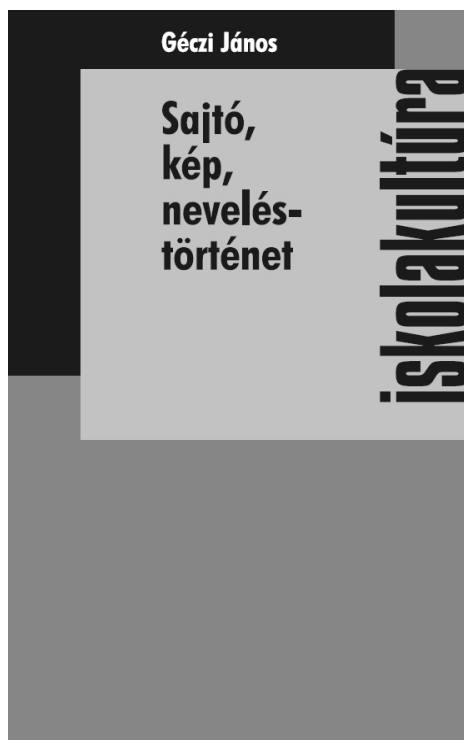 Géczi János
Sajtó,
kép,
nevelés-
történet
iskolakultúra